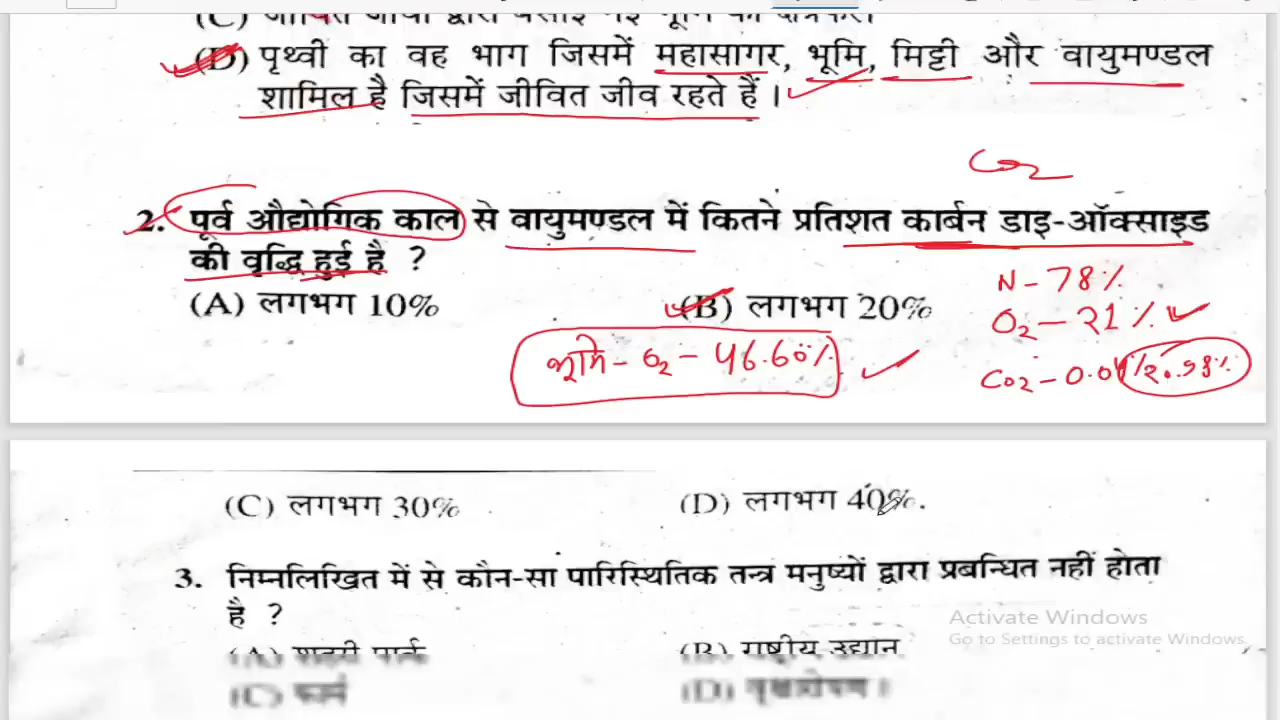 (D) पृथ्वी का वह भाग जिसमें महासागर, भूमि, मिट्टी और वायुमण्डल
शामिल है जिसमें जीवित जीव रहते हैं।
CO2
2. पूर्व औद्योगिक काल से वायुमण्डल में कितने प्रतिशत कार्बन डाइ-ऑक्साइड
की वृद्धि हुई है ?
N - 78%
(A) लगभग 10% (B) लगभग 20%
O2 - 21%
भूमि - O2 - 46.60%
CO2 - 0.0
(C) लगभग 30% (D) लगभग 40%.
3. निम्नलिखित में से कौन-सा पारिस्थितिक तन्त्र मनुष्यों द्वारा प्रबन्धित नहीं होता
है ?
Activate Windows
Go to Settings to activate Windows.
(B) राष्ट्रीय उद्यान
(C) फार्म (D) वृक्षारोपण।